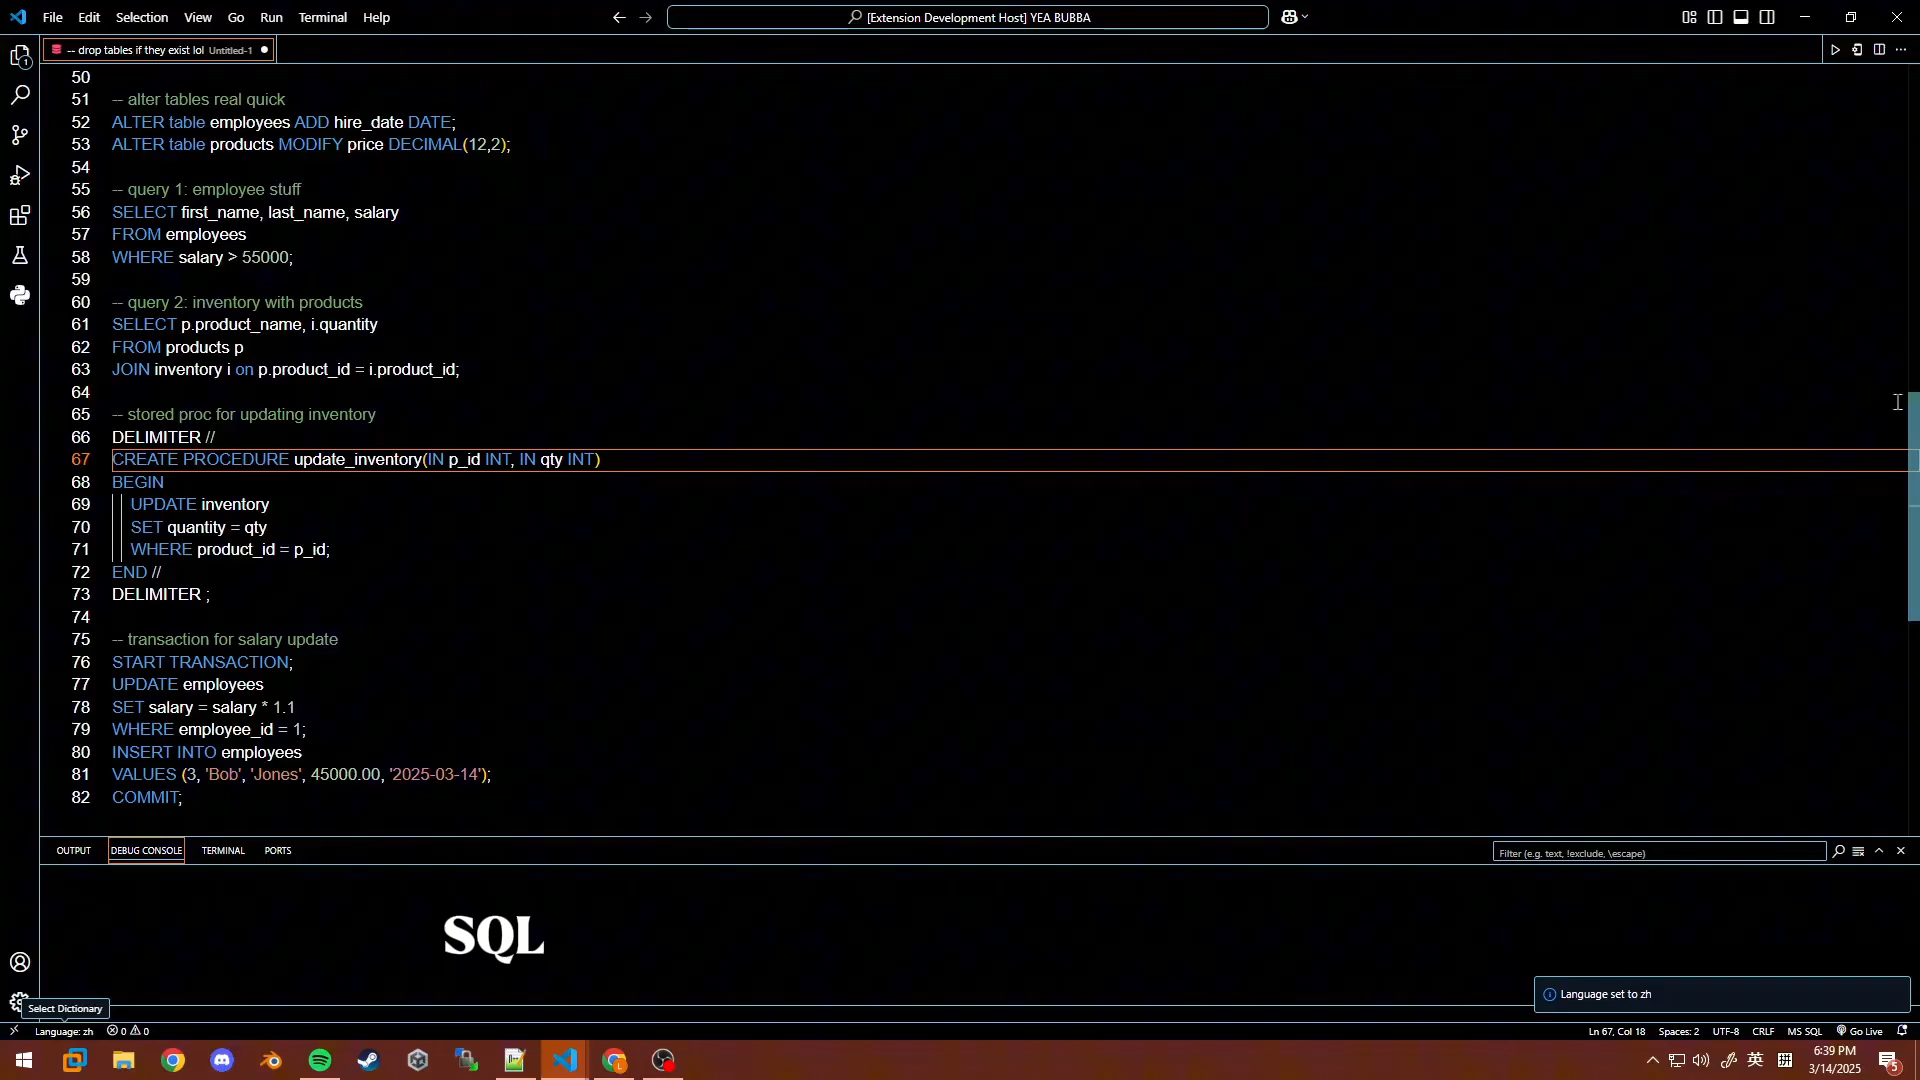 File Edit Selection View Go Run Terminal Help
[Extension Development Host] YEA BUBBA
-- drop tables if they exist lol Untitled-1
1
50
51 -- alter tables real quick
52 ALTER table employees ADD hire_date DATE;
53 ALTER table products MODIFY price DECIMAL(12,2);
54
55 -- query 1: employee stuff
56 SELECT first_name, last_name, salary
57 FROM employees
58 WHERE salary > 55000;
59
60 -- query 2: inventory with products
61 SELECT p.product_name, i.quantity
62 FROM products p
63 JOIN inventory i on p.product_id = i.product_id;
64
65 -- stored proc for updating inventory
66 DELIMITER //
67 CREATE PROCEDURE update_inventory(IN p_id INT, IN qty INT)
68 BEGIN
69 UPDATE inventory
70 SET quantity = qty
71 WHERE product_id = p_id;
72 END //
73 DELIMITER ;
74
75 -- transaction for salary update
76 START TRANSACTION;
77 UPDATE employees
78 SET salary = salary * 1.1
79 WHERE employee_id = 1;
80 INSERT INTO employees
81 VALUES (3, 'Bob', 'Jones', 45000.00, '2025-03-14');
82 COMMIT;
OUTPUT DEBUG CONSOLE TERMINAL PORTS
Filter (e.g. text, !exclude, \escape)
SQL
Language set to zh
Select Dictionary
Language: zh 0 0
Ln 67, Col 18 Spaces: 2 UTF-8 CRLF MS SQL Go Live
英 拼
6:39 PM
3/14/2025
5